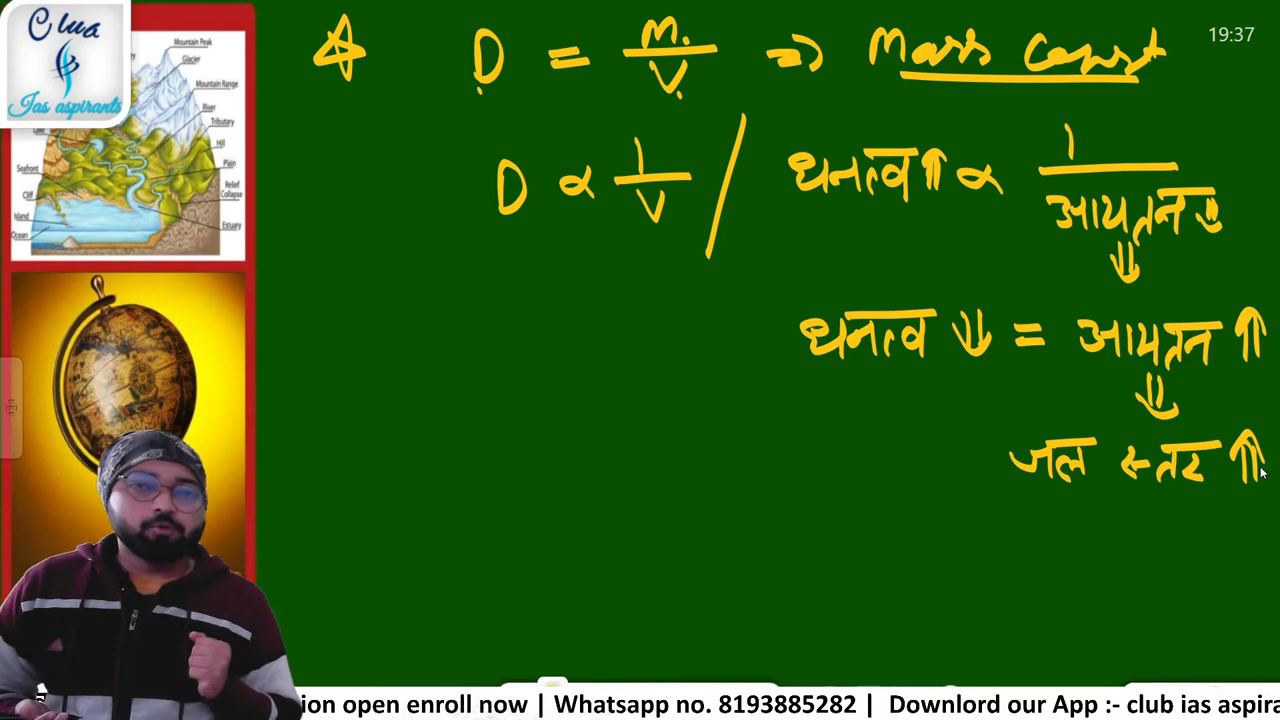 Clua
Ias aspirants
Mountain Peak
Glacier
Mountain Range
River
Tributary
Hill
Plain
Lake
Seafont
Relief
Collapse
Cliff
Island
Estuary
Ocean
D = M/V ⇒ Mass Const
19:37
D ∝ 1/V / घनत्व ↑ ∝ 1/आयतन ⇓
⇓
घनत्व ⇓ = आयतन ⇑
⇓
जल स्तर ⇑
ion open enroll now | Whatsapp no. 8193885282 | Downlord our App :- club ias aspira